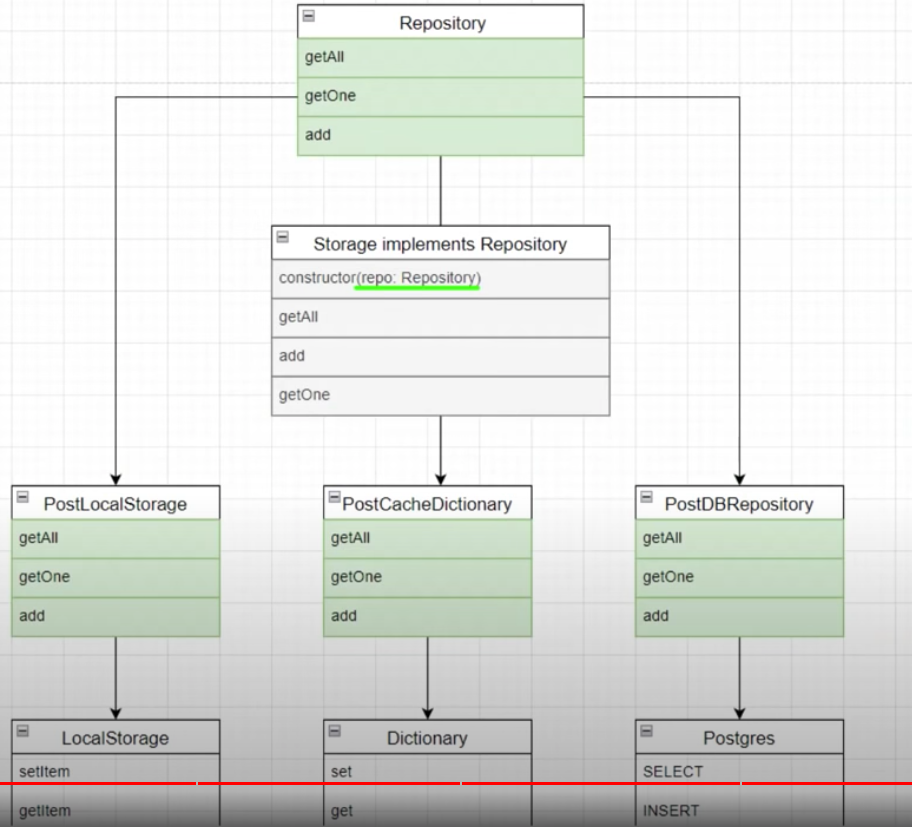 Repository
getAll
getOne
add
Storage implements Repository
constructor(repo: Repository)
getAll
add
getOne
PostLocalStorage
getAll
getOne
add
PostCacheDictionary
getAll
getOne
add
PostDBRepository
getAll
getOne
add
LocalStorage
setItem
getItem
Dictionary
set
get
Postgres
SELECT
INSERT